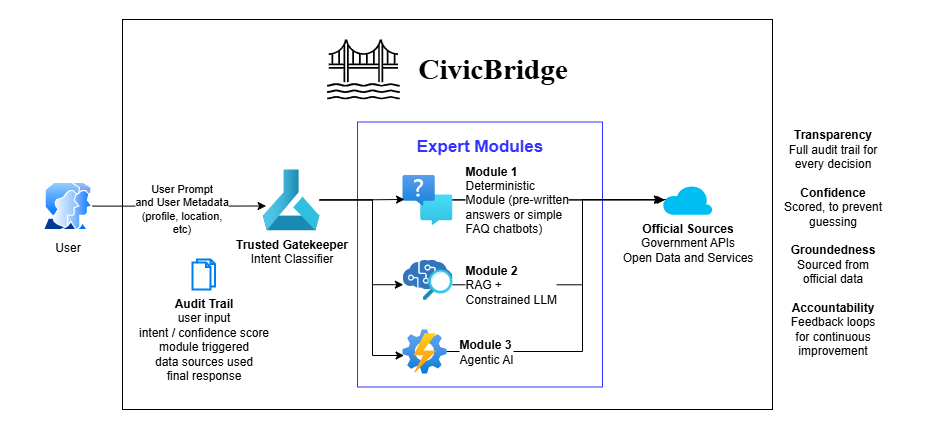 CivicBridge
Expert Modules
User
User Prompt
and User Metadata
(profile, location,
etc)
Trusted Gatekeeper
Intent Classifier
Audit Trail
user input
intent / confidence score
module triggered
data sources used
final response
?
Module 1
Deterministic
Module (pre-written
answers or simple
FAQ chatbots)
Module 2
RAG +
Constrained LLM
Module 3
Agentic AI
Official Sources
Government APIs
Open Data and Services
Transparency
Full audit trail for
every decision
Confidence
Scored, to prevent
guessing
Groundedness
Sourced from
official data
Accountability
Feedback loops
for continuous
improvement